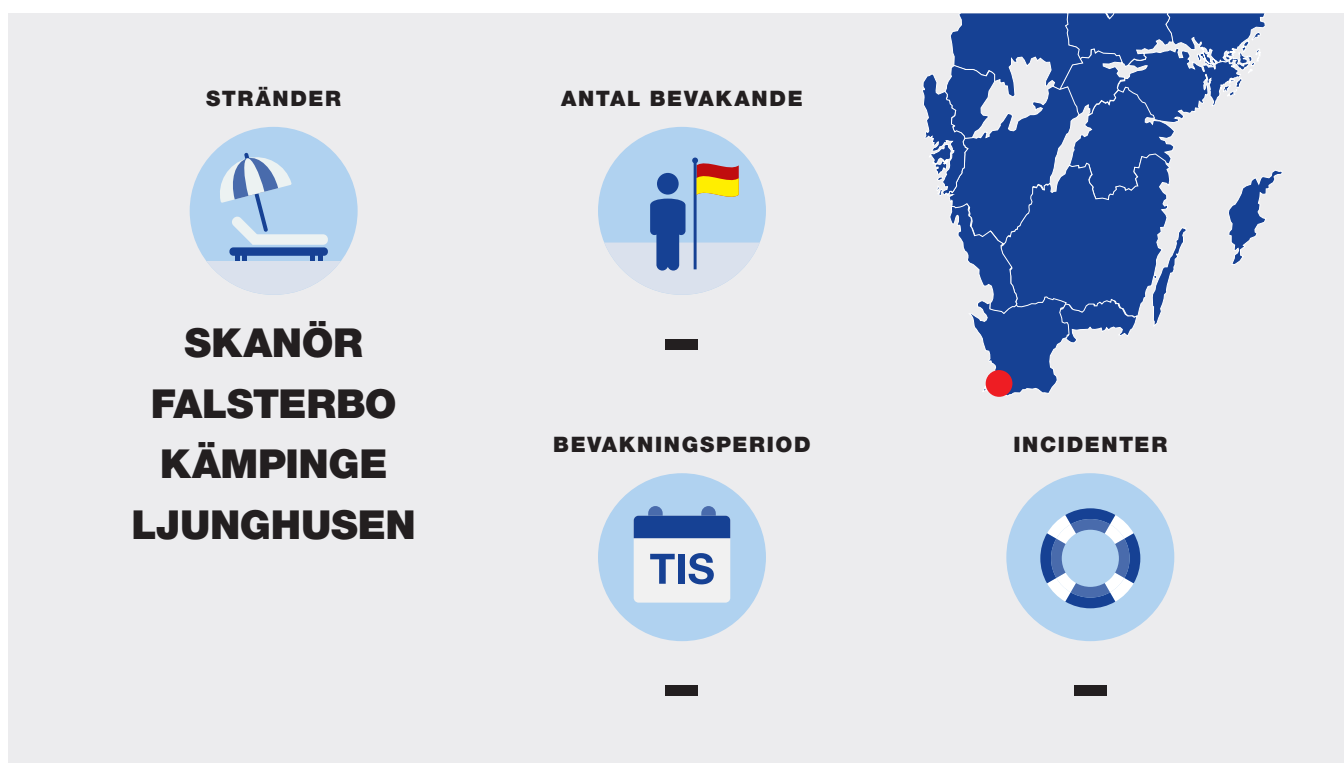 STRÄNDER
SKANÖR
FALSTERBO
KÄMPINGE
LJUNGHUSEN
ANTAL BEVAKANDE
–
BEVAKNINGSPERIOD
TIS
–
INCIDENTER
–